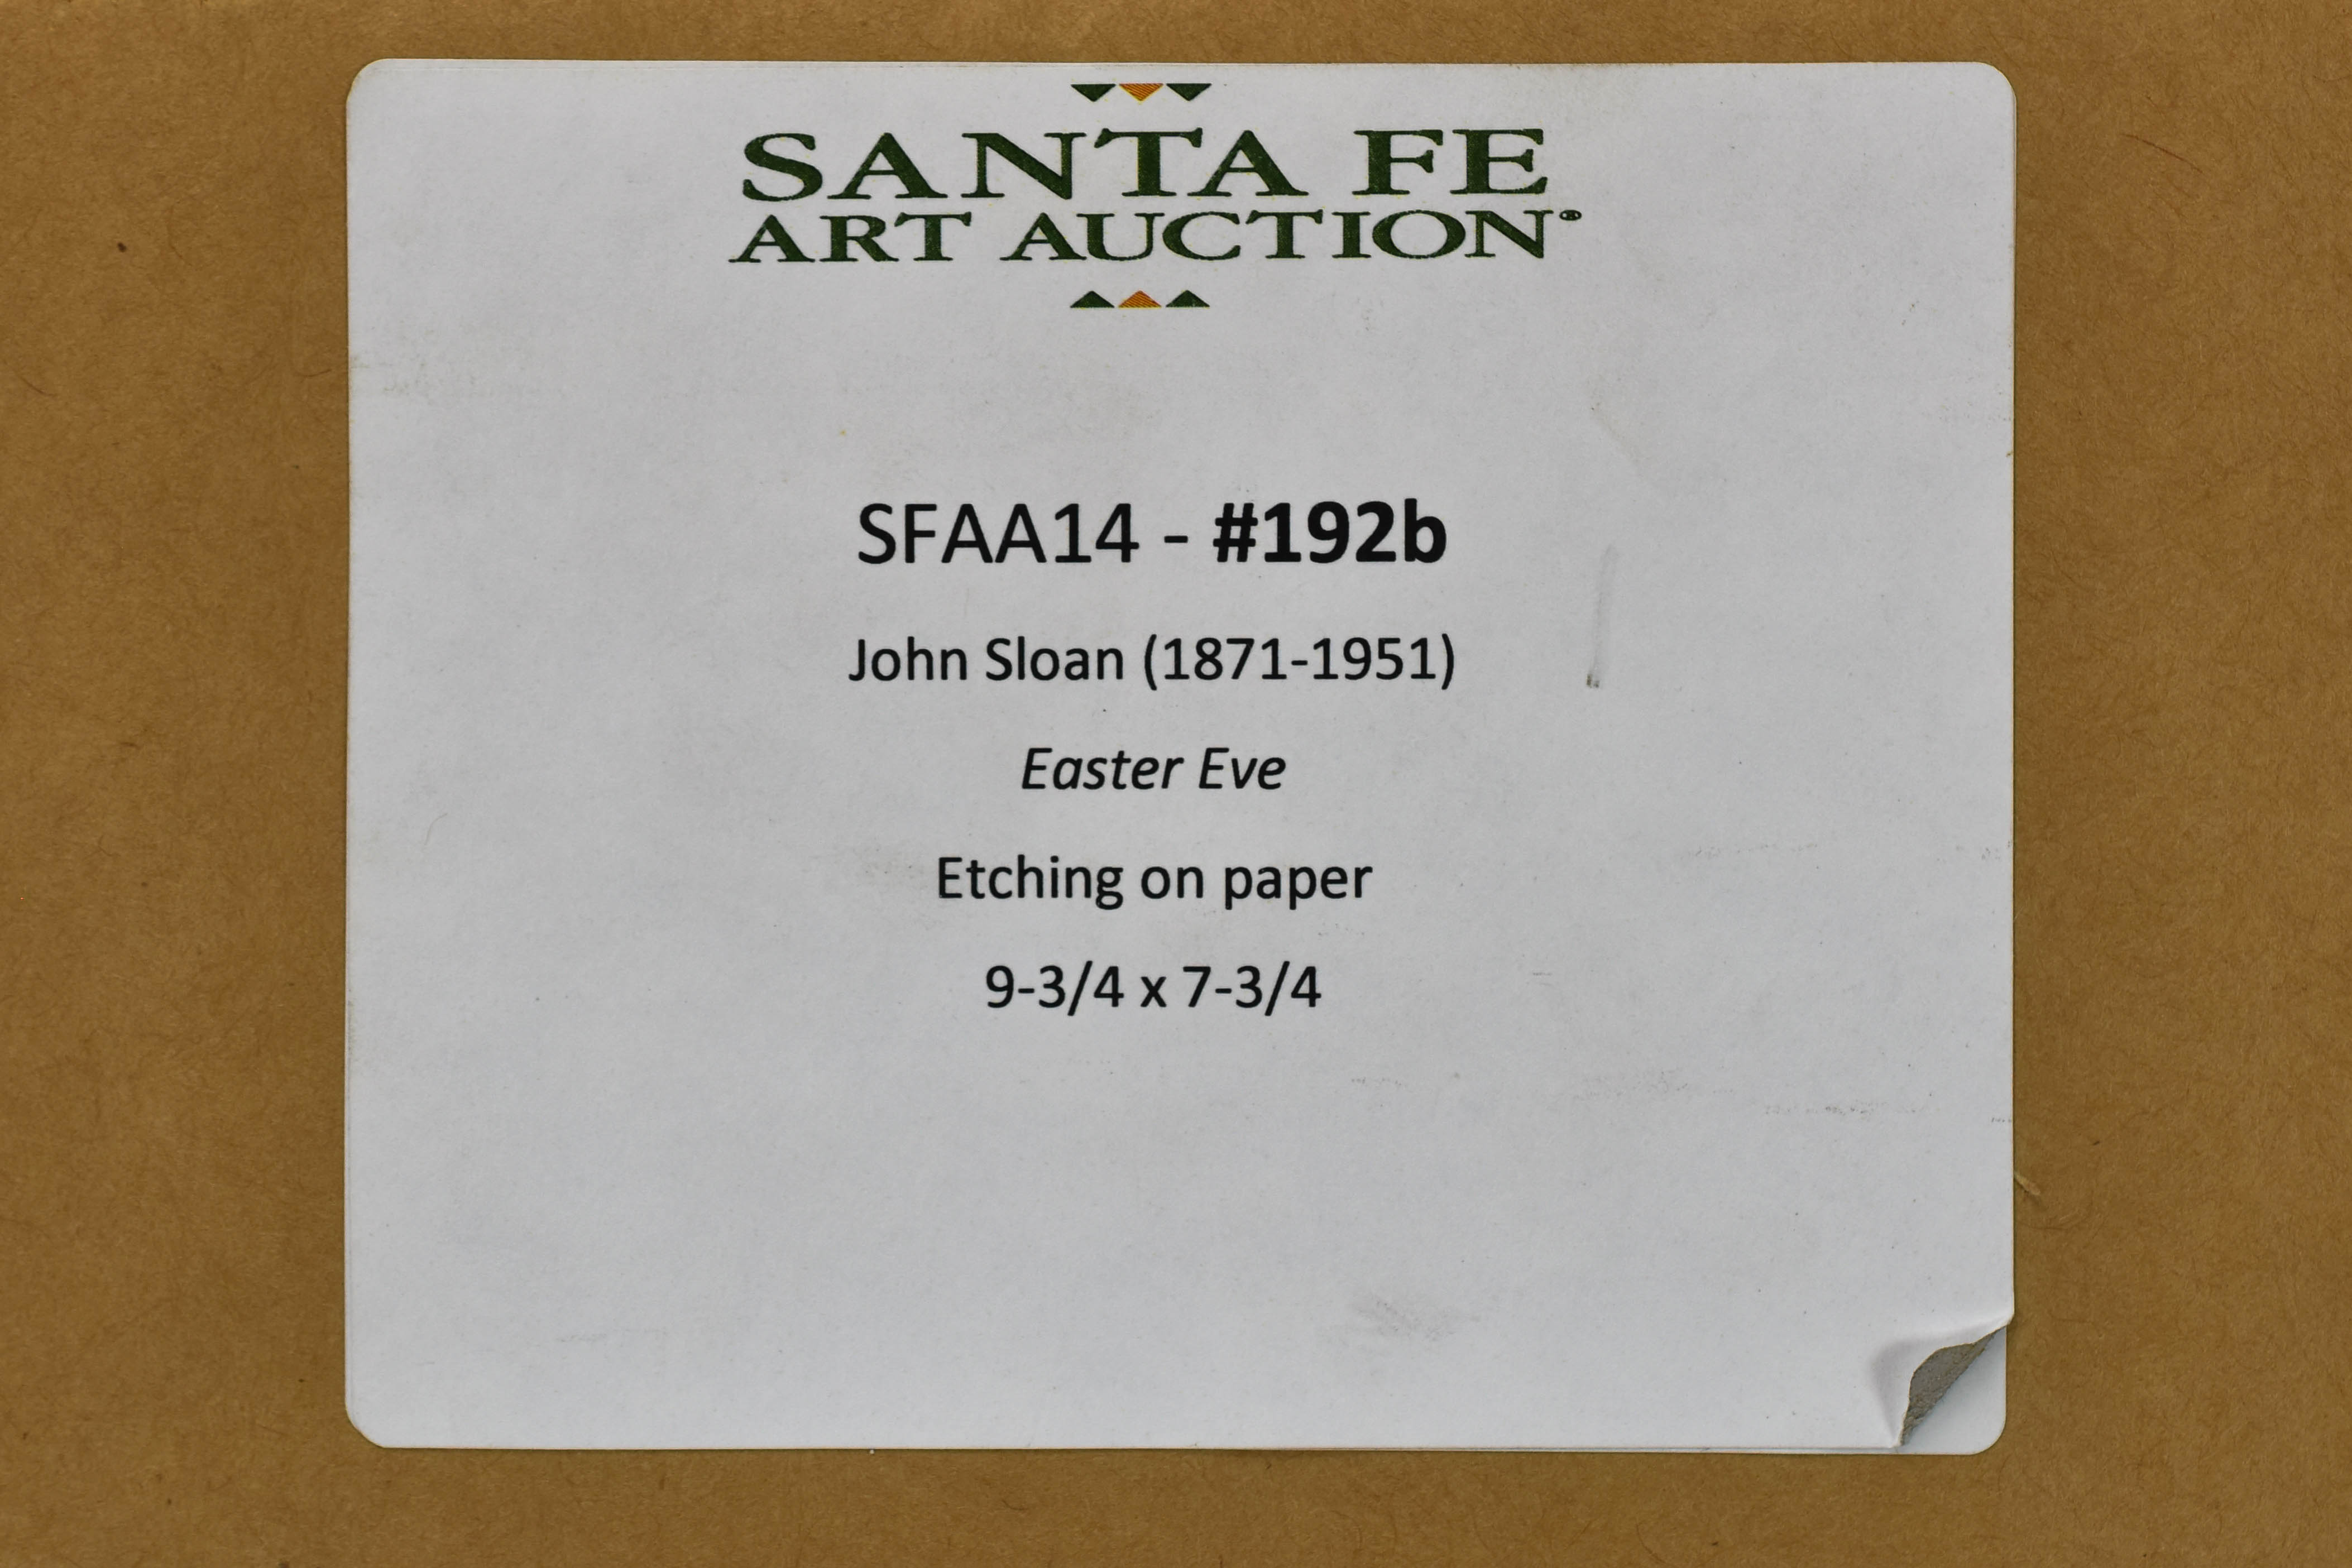 SANTA FE
ART AUCTION®
SFAA14 - #192b
John Sloan (1871-1951)
Easter Eve
Etching on paper
9-3/4 x 7-3/4